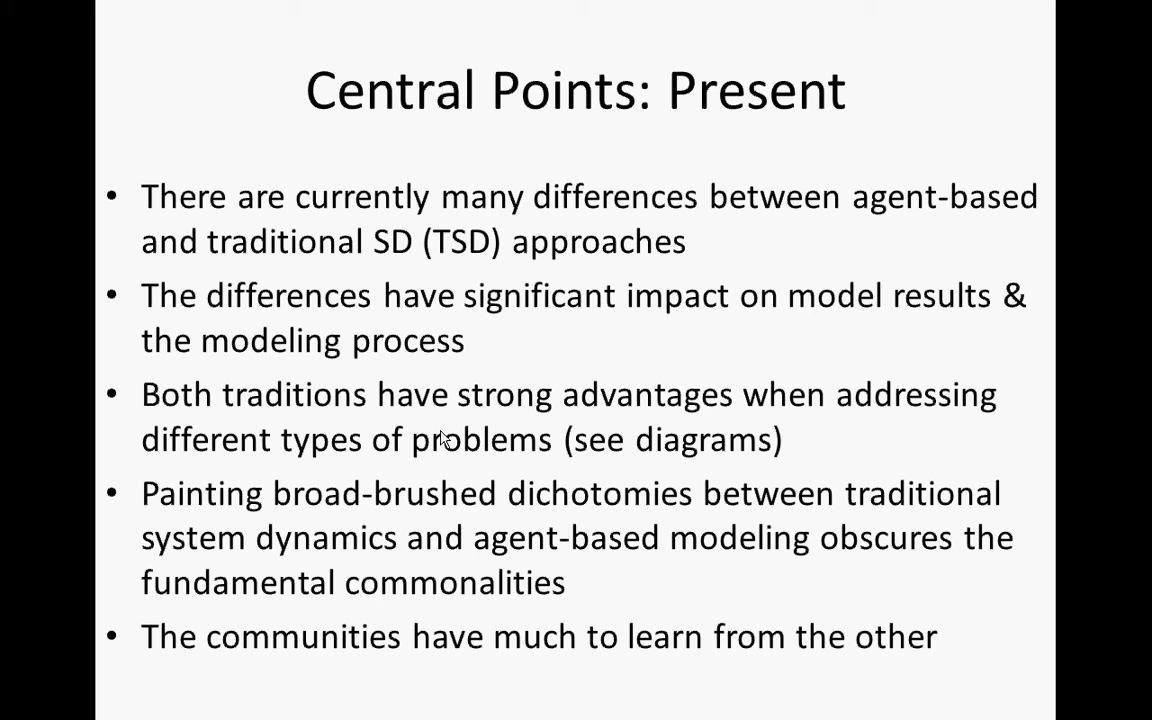 Central Points: Present
• There are currently many differences between agent-based
and traditional SD (TSD) approaches
• The differences have significant impact on model results &
the modeling process
• Both traditions have strong advantages when addressing
different types of problems (see diagrams)
• Painting broad-brushed dichotomies between traditional
system dynamics and agent-based modeling obscures the
fundamental commonalities
• The communities have much to learn from the other